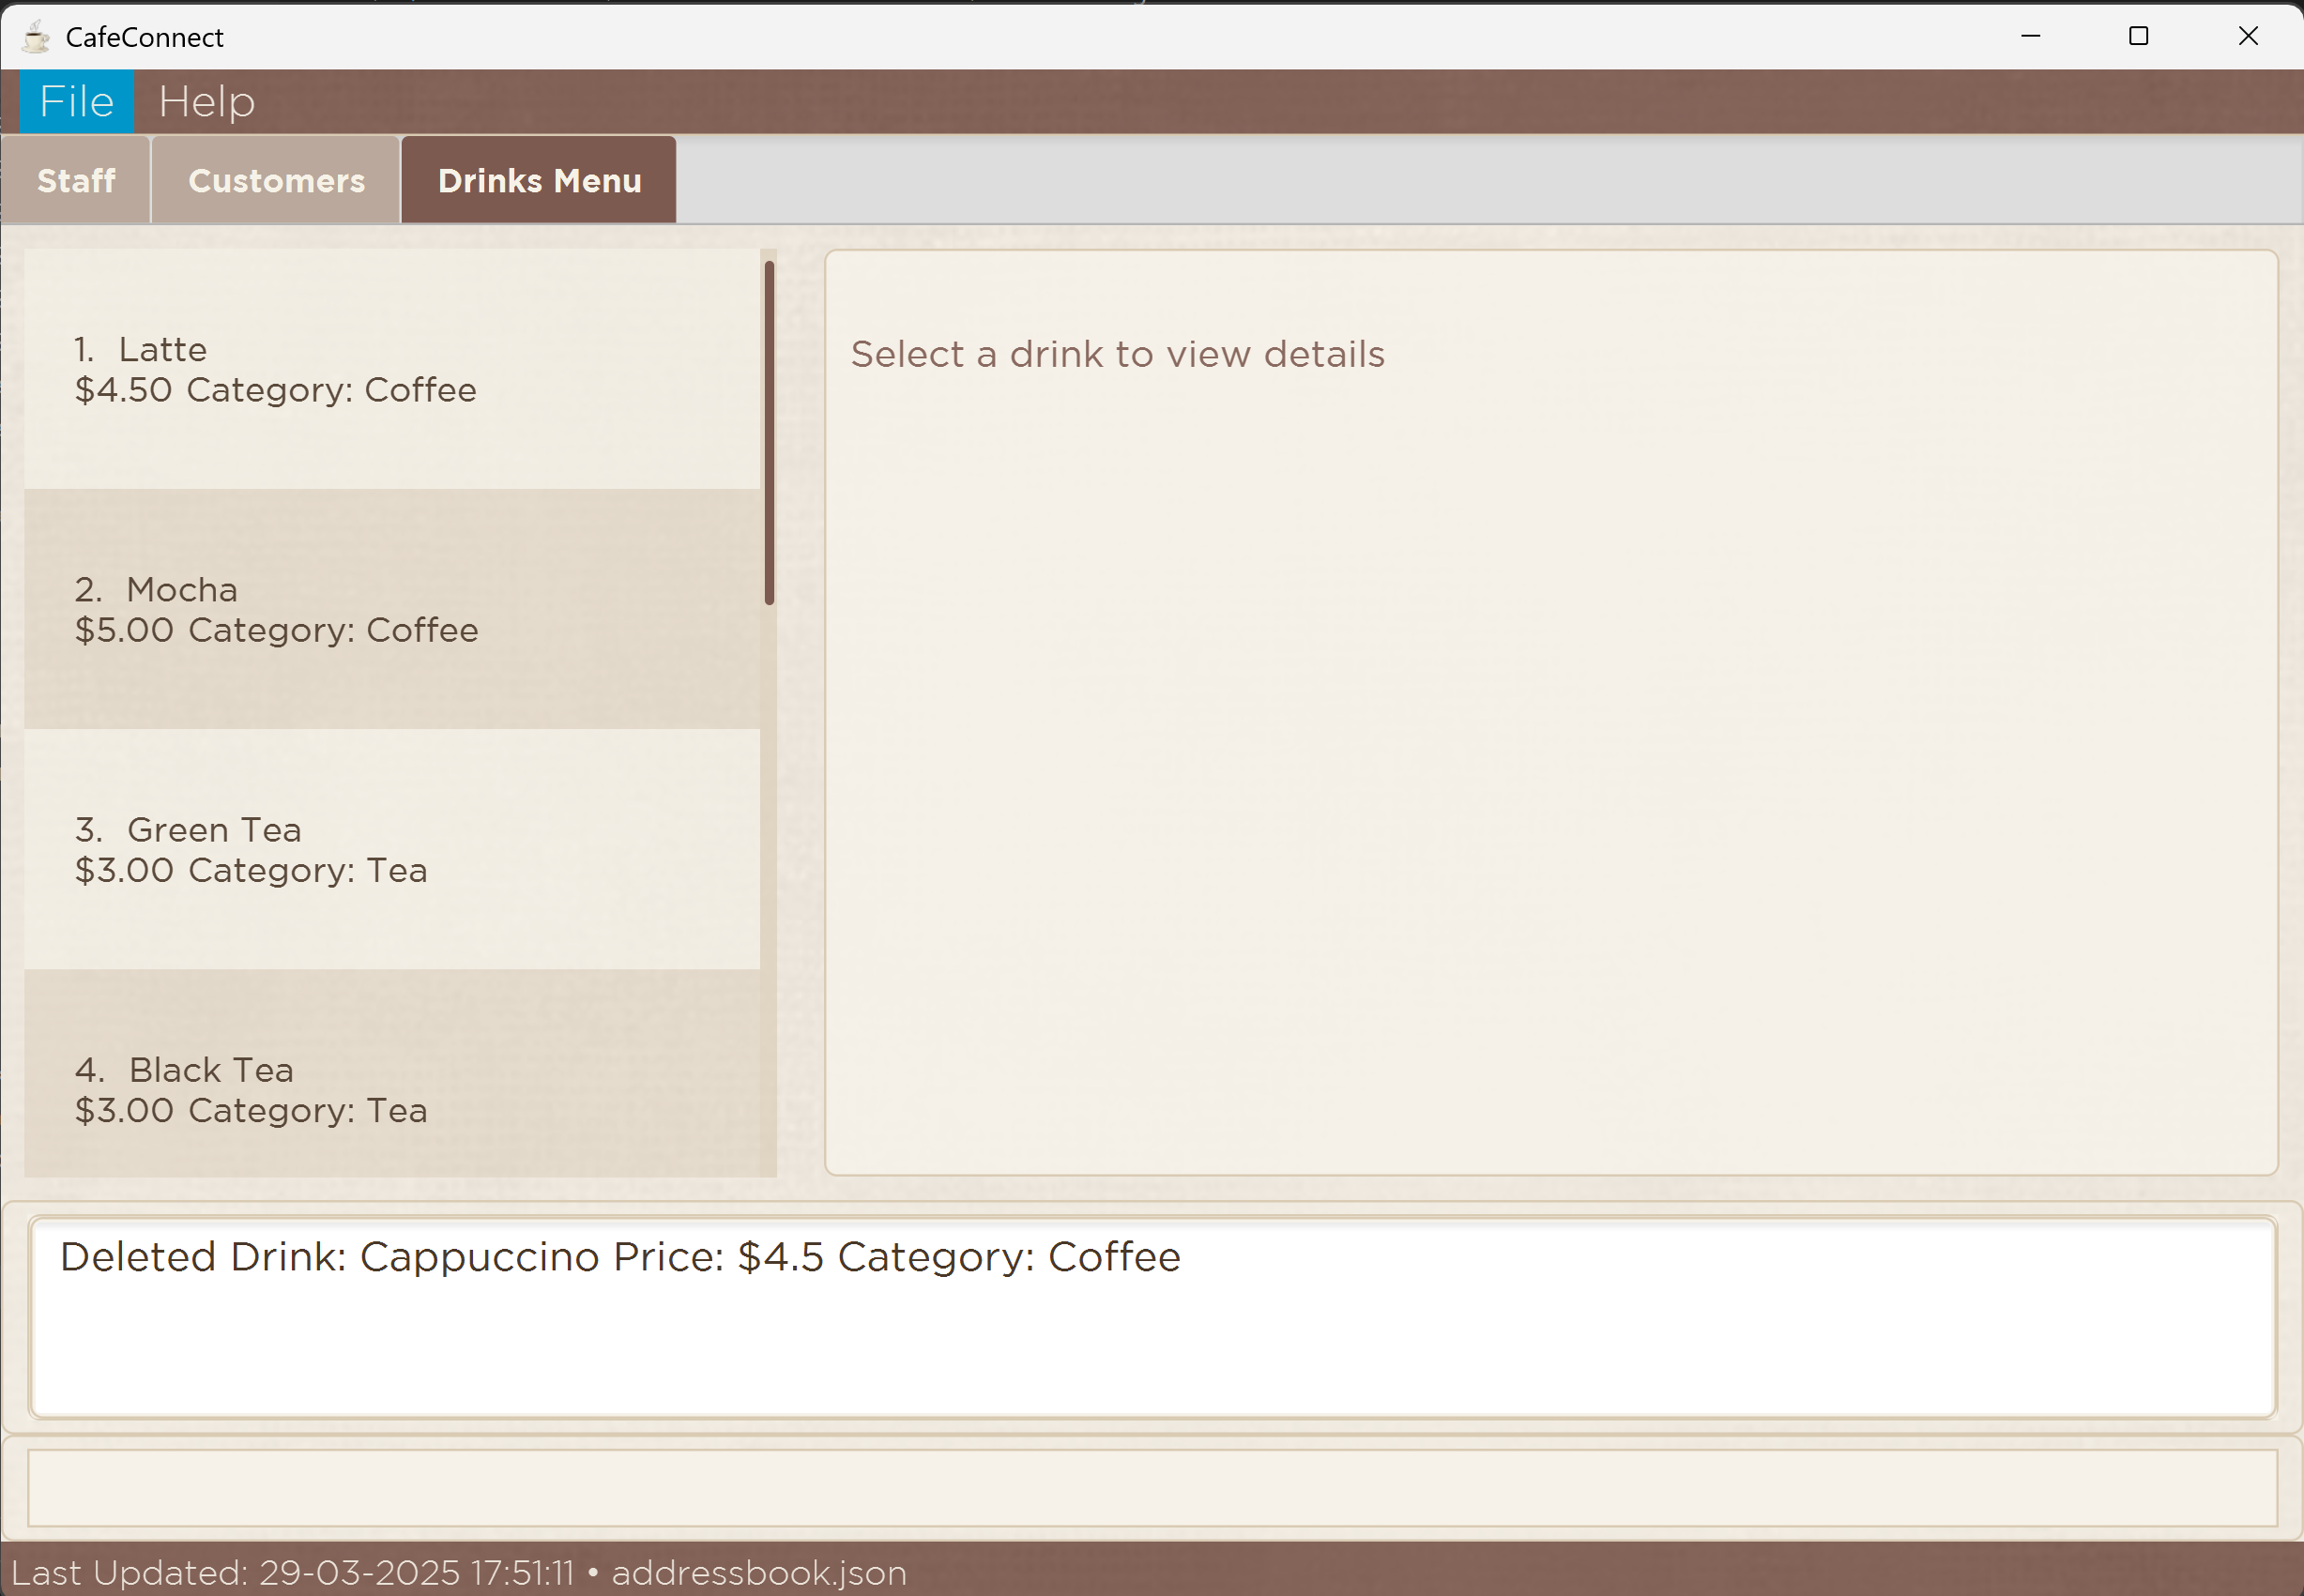 CafeConnect
File Help
Staff Customers Drinks Menu
1. Latte
$4.50 Category: Coffee
Select a drink to view details
2. Mocha
$5.00 Category: Coffee
3. Green Tea
$3.00 Category: Tea
4. Black Tea
$3.00 Category: Tea
Deleted Drink: Cappuccino Price: $4.5 Category: Coffee
Last Updated: 29-03-2025 17:51:11 • addressbook.json